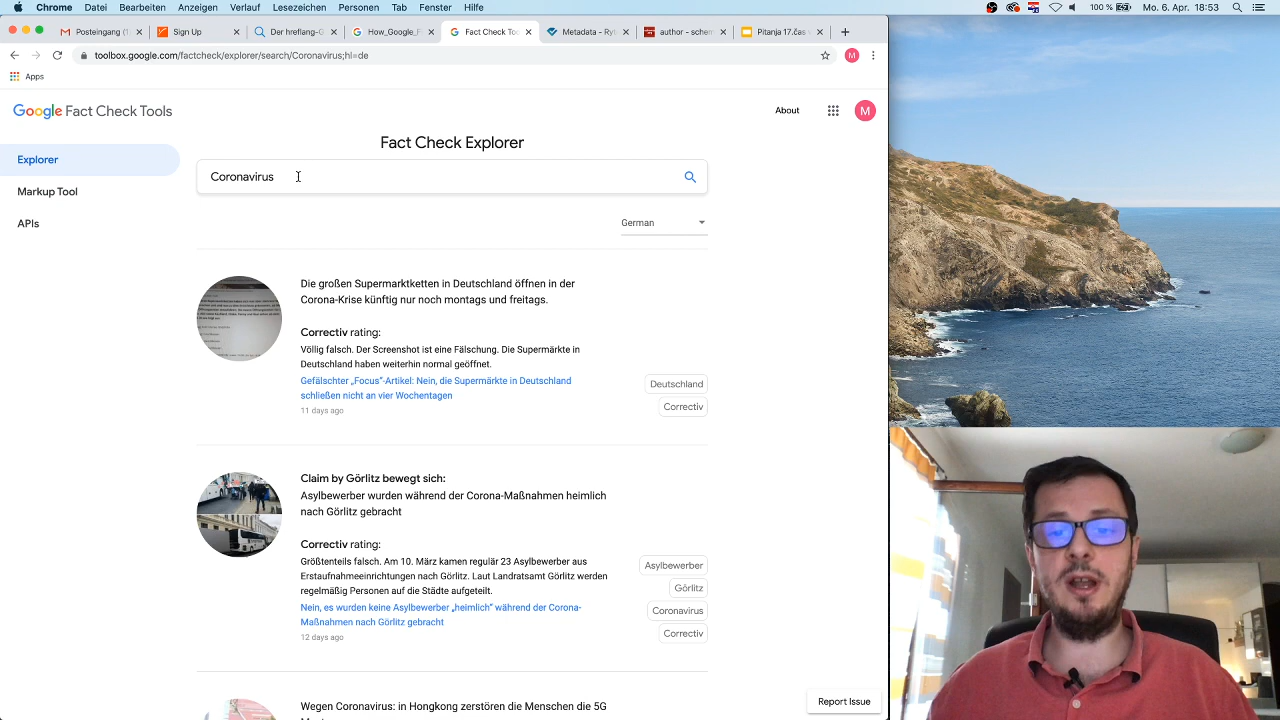 Chrome Datei Bearbeiten Anzeigen Verlauf Lesezeichen Personen Tab Fenster Hilfe 100 % Mo. 6. Apr. 18:53
Posteingang (1 Sign Up Der hreflang-G How_Google_F Fact Check Too Metadata - Ry author - schem Pitanja 17.čas
toolbox.google.com/factcheck/explorer/search/Coronavirus;hl=de M
Apps
Google Fact Check Tools About M
Fact Check Explorer
Explorer
Coronavirus
Markup Tool
APIs
German
Die großen Supermarktketten in Deutschland öffnen in der
Corona-Krise künftig nur noch montags und freitags.
Correctiv rating:
Völlig falsch. Der Screenshot ist eine Fälschung. Die Supermärkte in
Deutschland haben weiterhin normal geöffnet.
Gefälschter „Focus“-Artikel: Nein, die Supermärkte in Deutschland
schließen nicht an vier Wochentagen
11 days ago
Deutschland
Correctiv
Claim by Görlitz bewegt sich:
Asylbewerber wurden während der Corona-Maßnahmen heimlich
nach Görlitz gebracht
Correctiv rating:
Größtenteils falsch. Am 10. März kamen regulär 23 Asylbewerber aus
Erstaufnahmeeinrichtungen nach Görlitz. Laut Landratsamt Görlitz werden
regelmäßig Personen auf die Städte aufgeteilt.
Nein, es wurden keine Asylbewerber „heimlich“ während der Corona-
Maßnahmen nach Görlitz gebracht
12 days ago
Asylbewerber
Görlitz
Coronavirus
Correctiv
Wegen Coronavirus: in Hongkong zerstören die Menschen die 5G
Report Issue